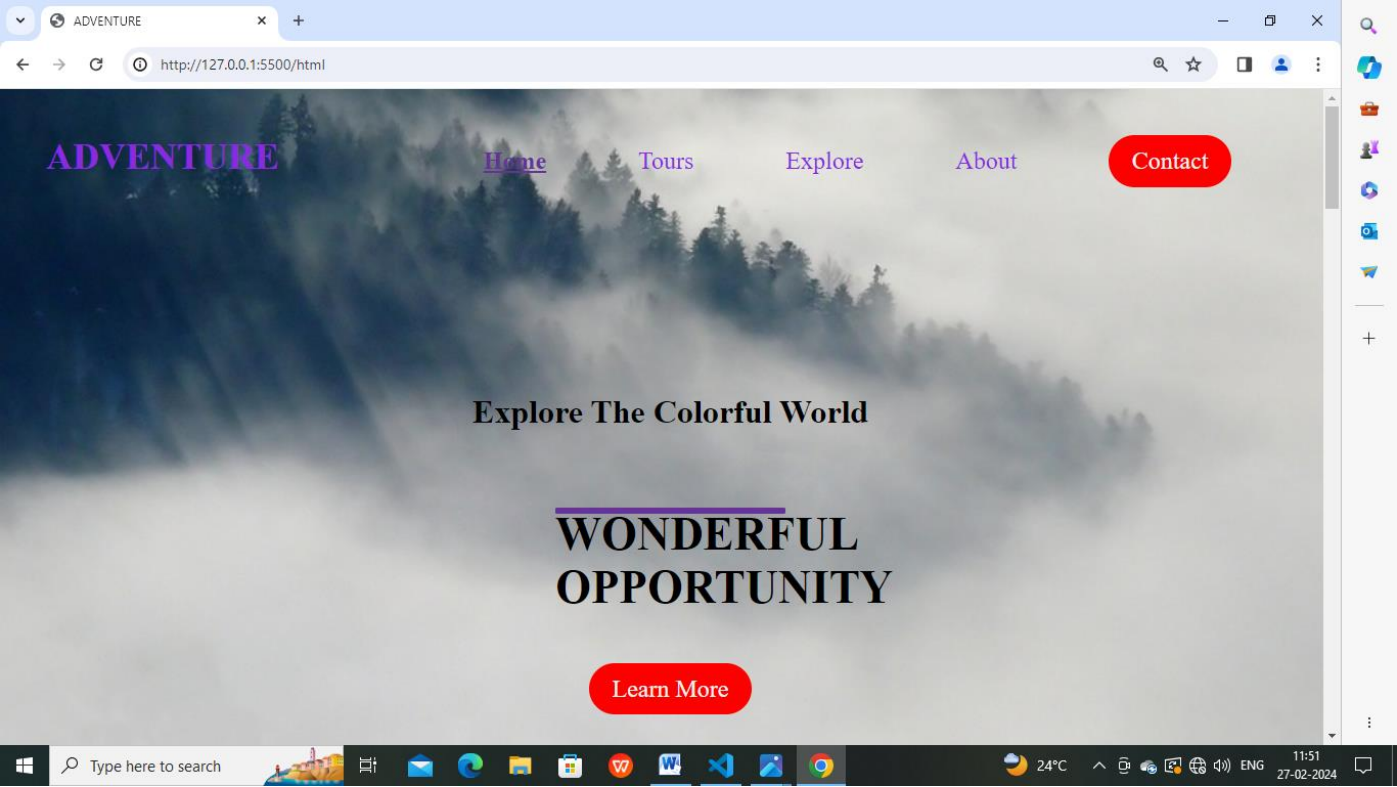 ADVENTURE
http://127.0.0.1:5500/html
ADVENTURE
Home Tours Explore About Contact
Explore The Colorful World
WONDERFUL
OPPORTUNITY
Learn More
Type here to search
24°C
ENG
11:51
27-02-2024